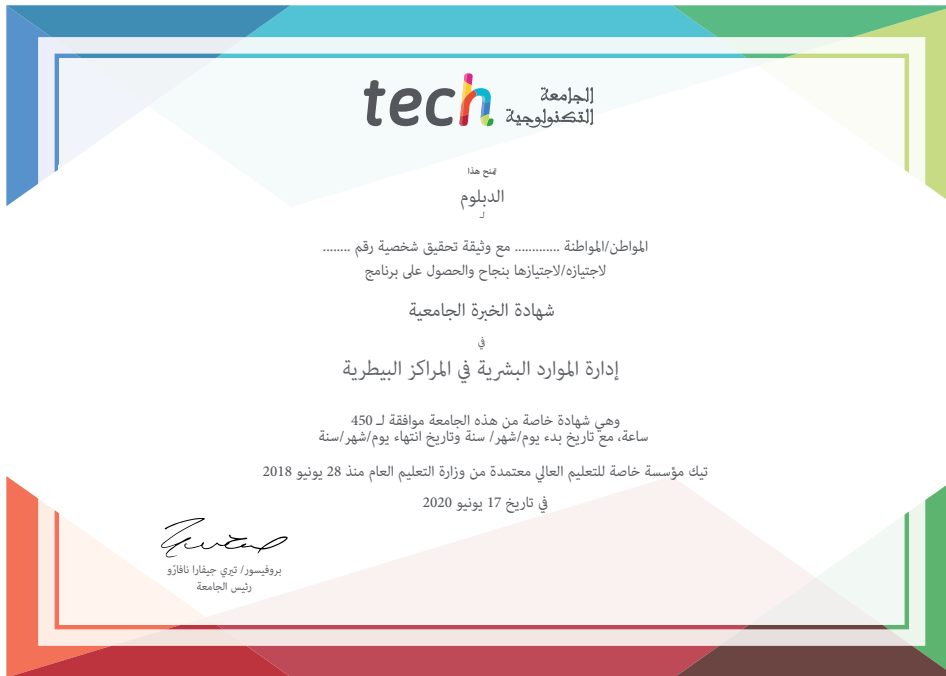 tech الجامعة
التكنولوجية
يمنح هذا
الدبلوم
لـ
المواطن/المواطنة ............. مع وثيقة تحقيق شخصية رقم ........
لاجتيازه/لاجتيازها بنجاح والحصول على برنامج
شهادة الخبرة الجامعية
في
إدارة الموارد البشرية في المراكز البيطرية
وهي شهادة خاصة من هذه الجامعة موافقة لـ 450
ساعة، مع تاريخ بدء يوم/شهر/ سنة وتاريخ انتهاء يوم/شهر/سنة
تيك مؤسسة خاصة للتعليم العالي معتمدة من وزارة التعليم العام منذ 28 يونيو 2018
في تاريخ 17 يونيو 2020
بروفيسور/ تيري جيفارا نافارّو
رئيس الجامعة